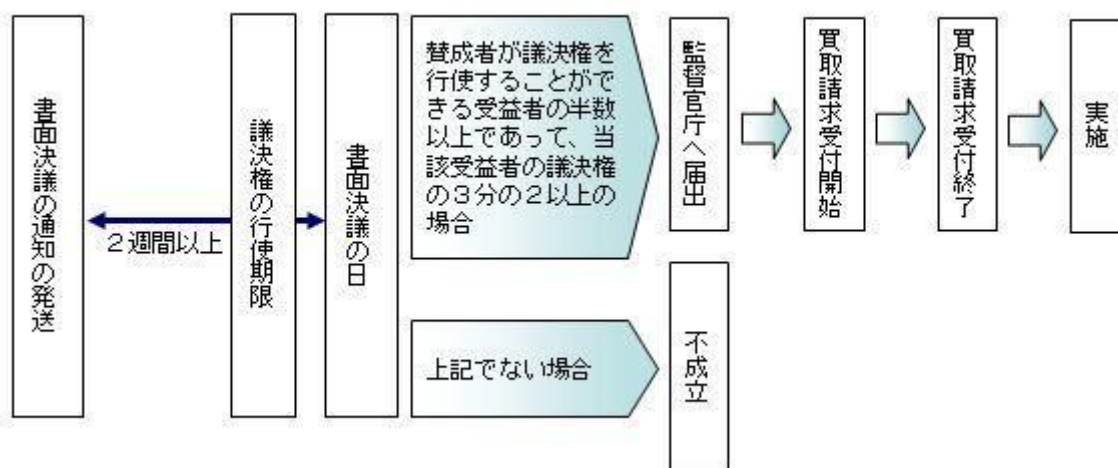 書面決議の通知の発送
２週間以上
議決権の行使期限
書面決議の日
賛成者が議決権を
行使することがで
きる受益者の半数
以上であって、当
該受益者の議決権
の３分の２以上の
場合
監督官庁へ届出
買取請求受付開始
買取請求受付終了
実施
上記でない場合
不成立